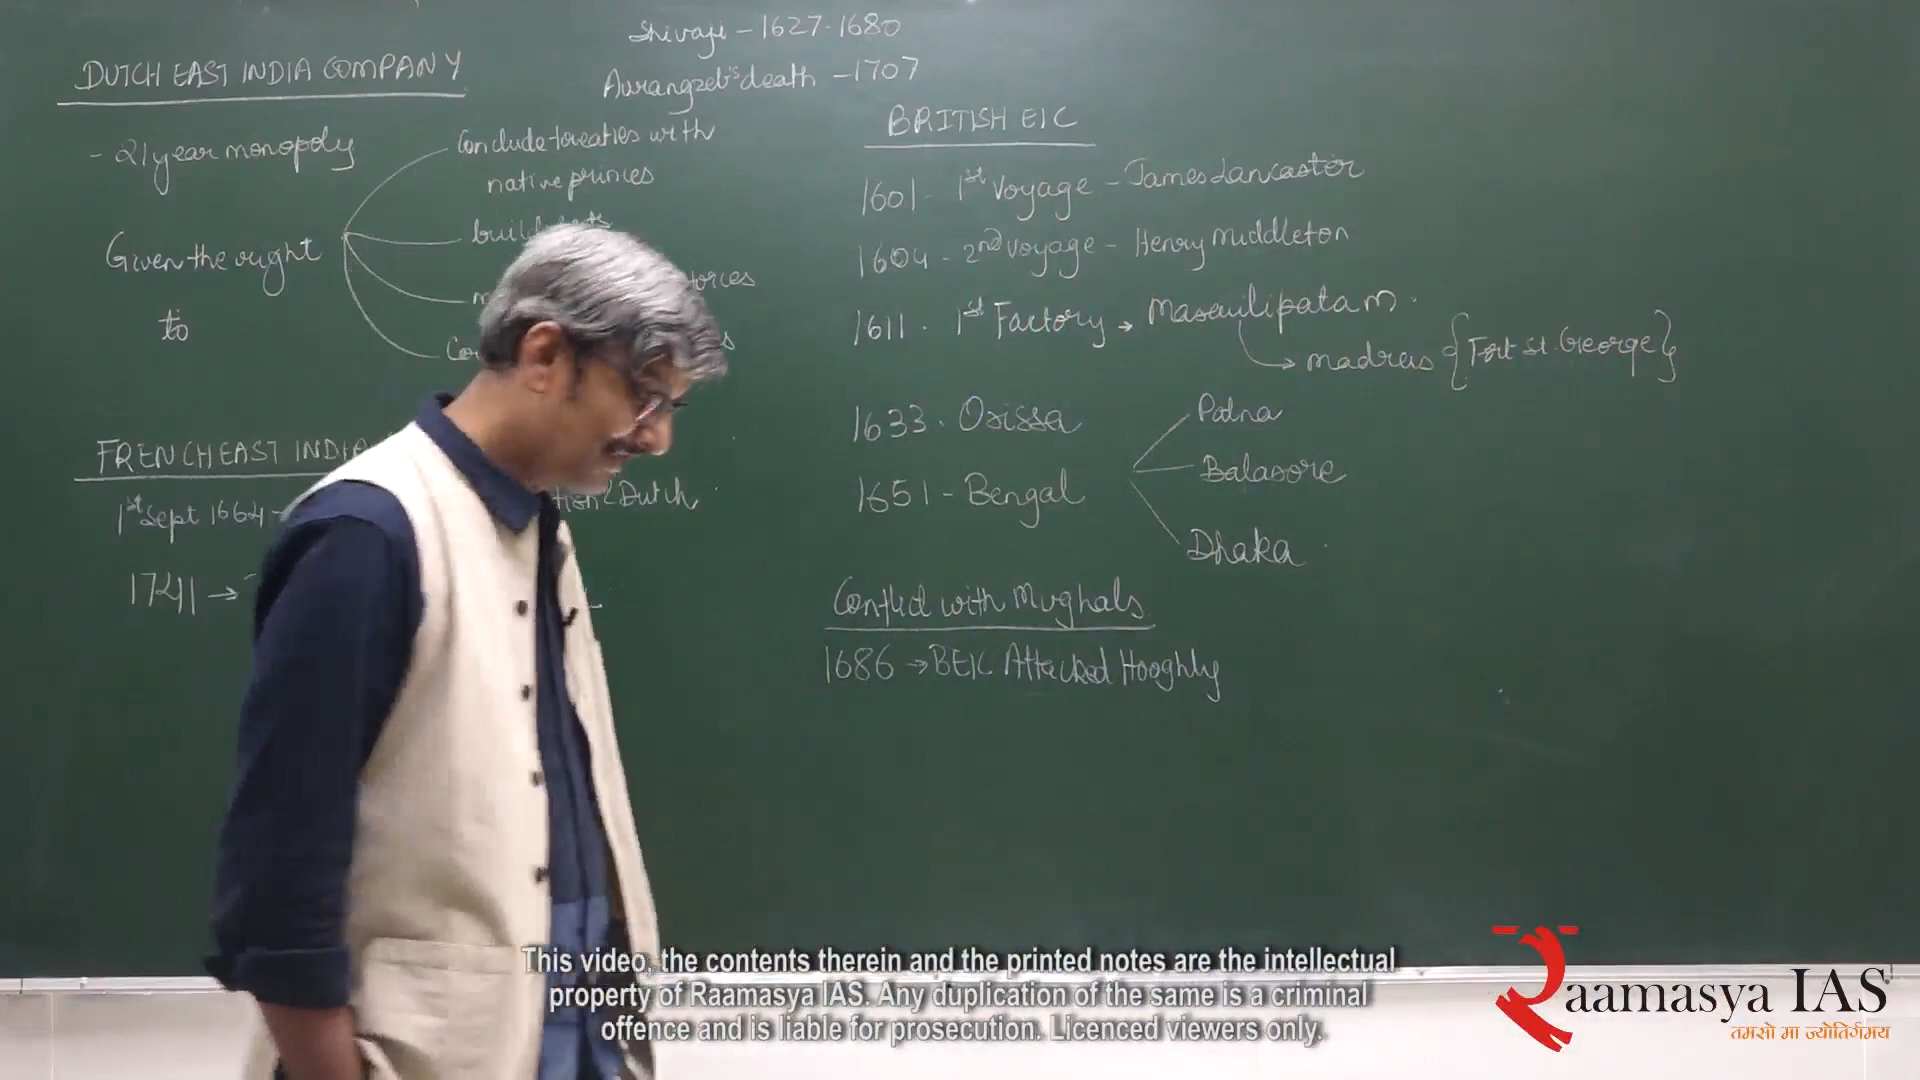 Shivaji - 1627-1680
Aurangzeb's death - 1707
DUTCH EAST INDIA COMPANY
- 21 year monopoly
Given the right
to
Conclude treaties with
native princes
build forts
forces
FRENCH EAST INDIA
1st Sept 1664 -
Dutch
1741 →
BRITISH EIC
1601 - 1st Voyage - James Lancaster
1604 - 2nd Voyage - Henry Middleton
1611 . 1st Factory → Masaulipatam .
→ madras {Fort St. George}
1633 . Orissa
1651 - Bengal
Patna
Balasore
Dhaka
Conflict with Mughals
1686 → BEIC Attacked Hooghly
This video, the contents therein and the printed notes are the intellectual
property of Raamasya IAS. Any duplication of the same is a criminal
offence and is liable for prosecution. Licenced viewers only.
Raamasya IAS
तमसो मा ज्योतिर्गमय